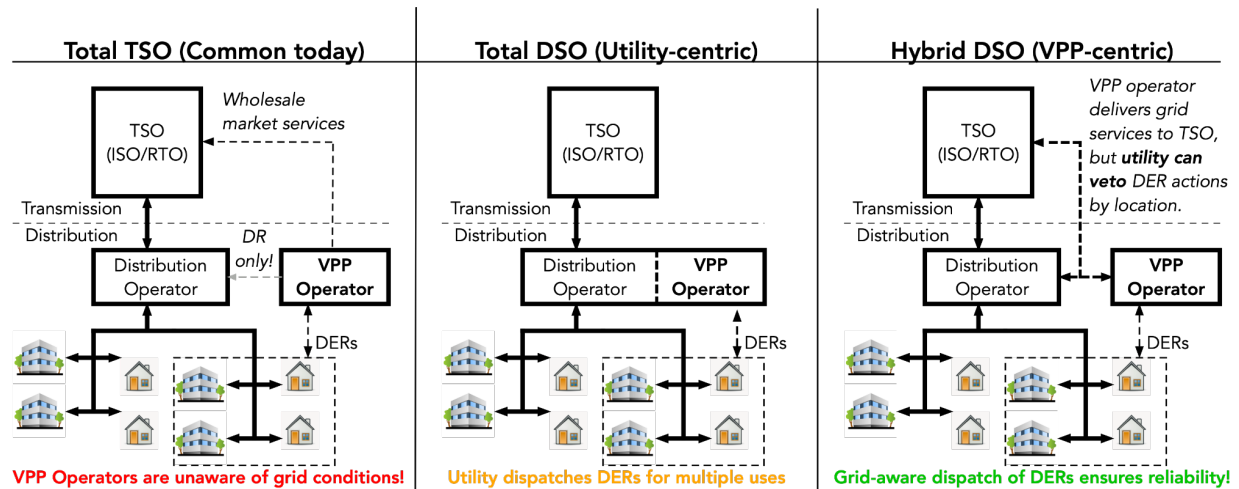 Total TSO (Common today)
Wholesale
market services
TSO
(ISO/RTO)
Transmission
Distribution
DR
only!
Distribution
Operator
VPP
Operator
DERs
VPP Operators are unaware of grid conditions!
Total DSO (Utility-centric)
TSO
(ISO/RTO)
Transmission
Distribution
Distribution
Operator
VPP
Operator
DERs
Utility dispatches DERs for multiple uses
Hybrid DSO (VPP-centric)
VPP operator
delivers grid
services to TSO,
but utility can
veto DER actions
by location.
TSO
(ISO/RTO)
Transmission
Distribution
Distribution
Operator
VPP
Operator
DERs
Grid-aware dispatch of DERs ensures reliability!